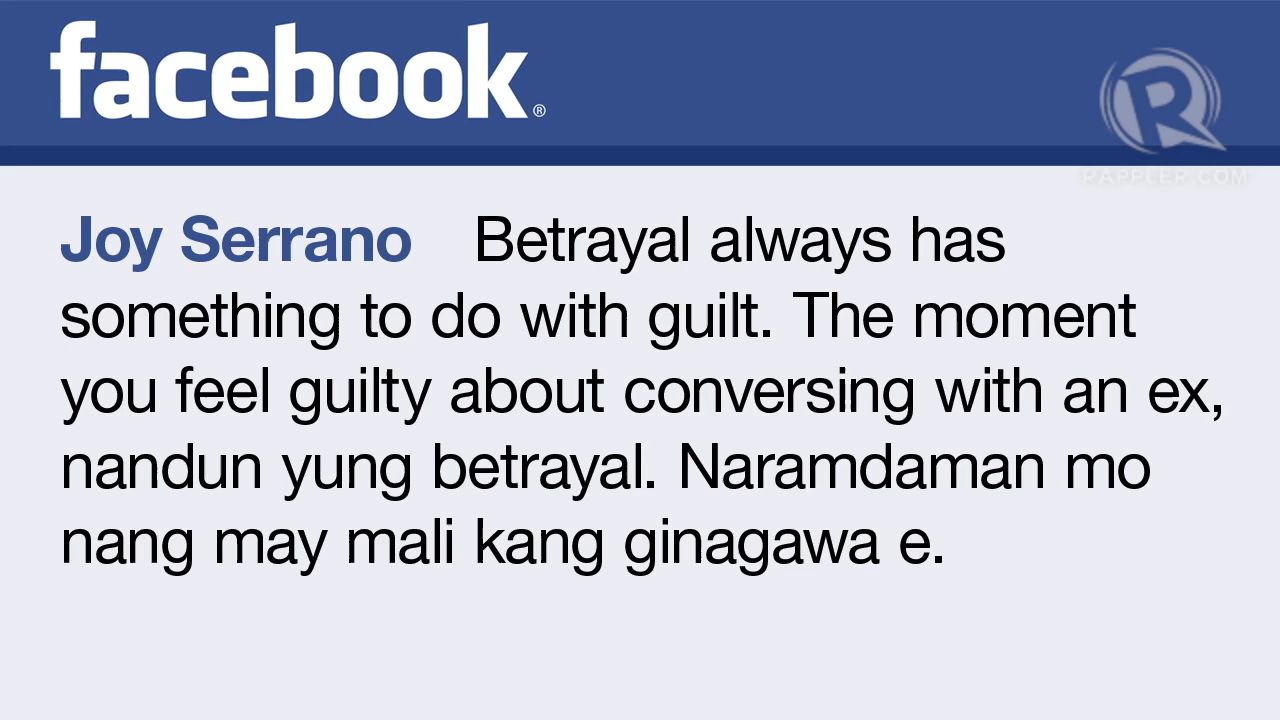 facebook®
RAPPLER.COM
Joy Serrano Betrayal always has
something to do with guilt. The moment
you feel guilty about conversing with an ex,
nandun yung betrayal. Naramdaman mo
nang may mali kang ginagawa e.